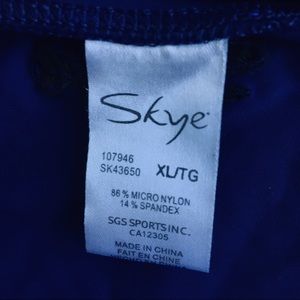 Skye
107946
SK43650 XL/TG
86% MICRO NYLON
14% SPANDEX
SGS SPORTS INC.
CA12305
MADE IN CHINA
FAIT EN CHINE
HECHO EN CHINA